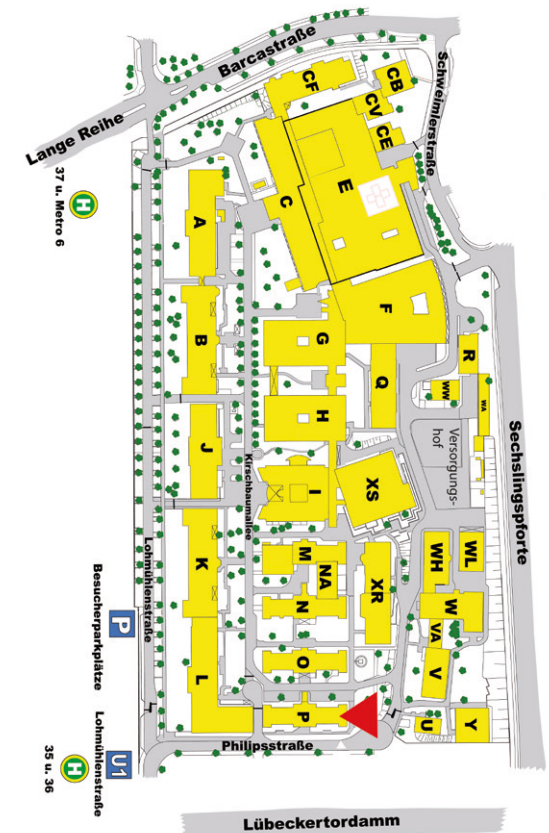 Barcastraße
Schweimlerstraße
Lange Reihe
37 u. Metro 6
H
CF
CB
CV
CE
C
E
A
F
B
G
R
Q
WW
WA
H
Versorgungs-
hof
Sechslingspforte
J
I
XS
Kirschbaumallee
K
M
NA
XR
WH
WL
N
W
VA
V
Lohmühlenstraße
Besucherparkplätze
P
L
O
P
U
Y
Philipsstraße
Lohmühlenstraße
U1
35 u. 36
H
Lübeckertordamm